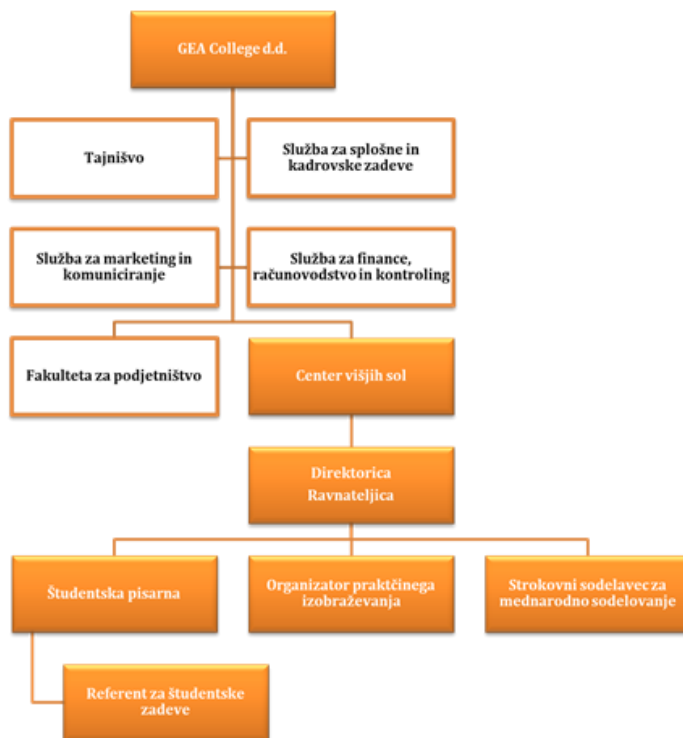 GEA College d.d.
Tajnišvo
Služba za splošne in
kadrovske zadeve
Služba za marketing in
komuniciranje
Služba za finance,
računovodstvo in kontroling
Fakulteta za podjetništvo
Center višjih sol
Direktorica
Ravnateljica
Študentska pisarna
Organizator praktčinega
izobraževanja
Strokovni sodelavec za
mednarodno sodelovanje
Referent za študentske
zadeve